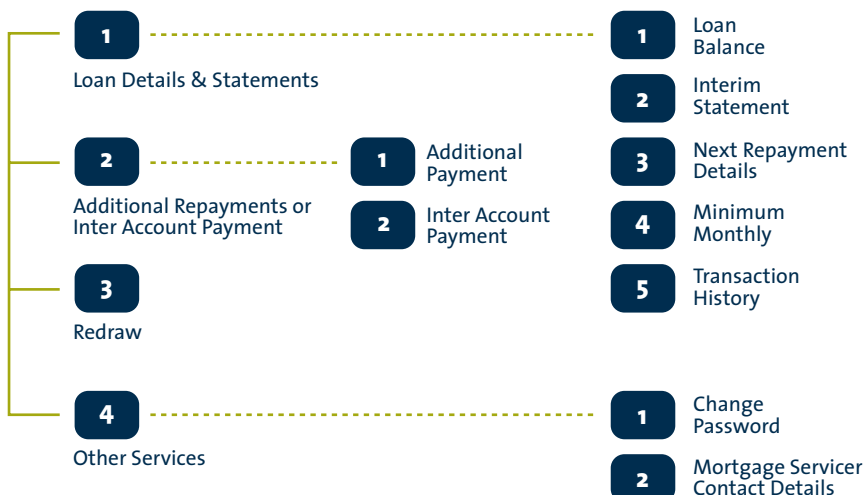 1
Loan Details & Statements
1
Loan
Balance
2
Interim
Statement
3
Next Repayment
Details
4
Minimum
Monthly
5
Transaction
History
2
Additional Repayments or
Inter Account Payment
1
Additional
Payment
2
Inter Account
Payment
3
Redraw
4
Other Services
1
Change
Password
2
Mortgage Servicer
Contact Details